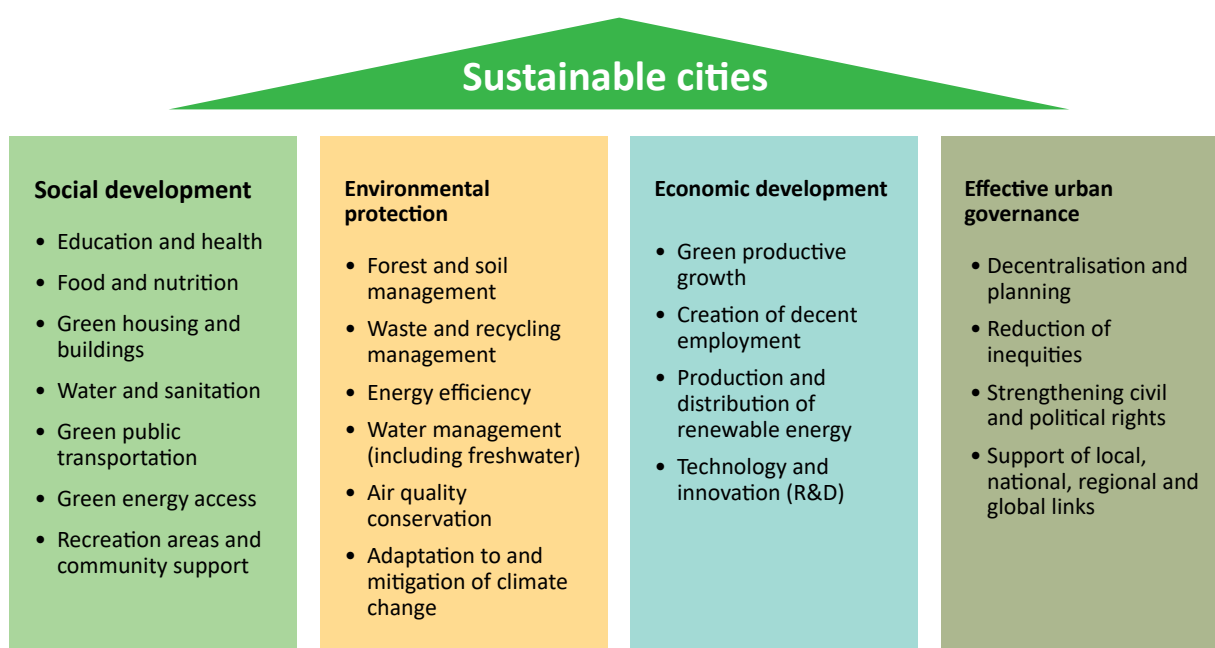 Sustainable cities
Social development
• Education and health
• Food and nutrition
• Green housing and
buildings
• Water and sanitation
• Green public
transportation
• Green energy access
• Recreation areas and
community support
Environmental
protection
• Forest and soil
management
• Waste and recycling
management
• Energy efficiency
• Water management
(including freshwater)
• Air quality
conservation
• Adaptation to and
mitigation of climate
change
Economic development
• Green productive
growth
• Creation of decent
employment
• Production and
distribution of
renewable energy
• Technology and
innovation (R&D)
Effective urban
governance
• Decentralisation and
planning
• Reduction of
inequities
• Strengthening civil
and political rights
• Support of local,
national, regional and
global links